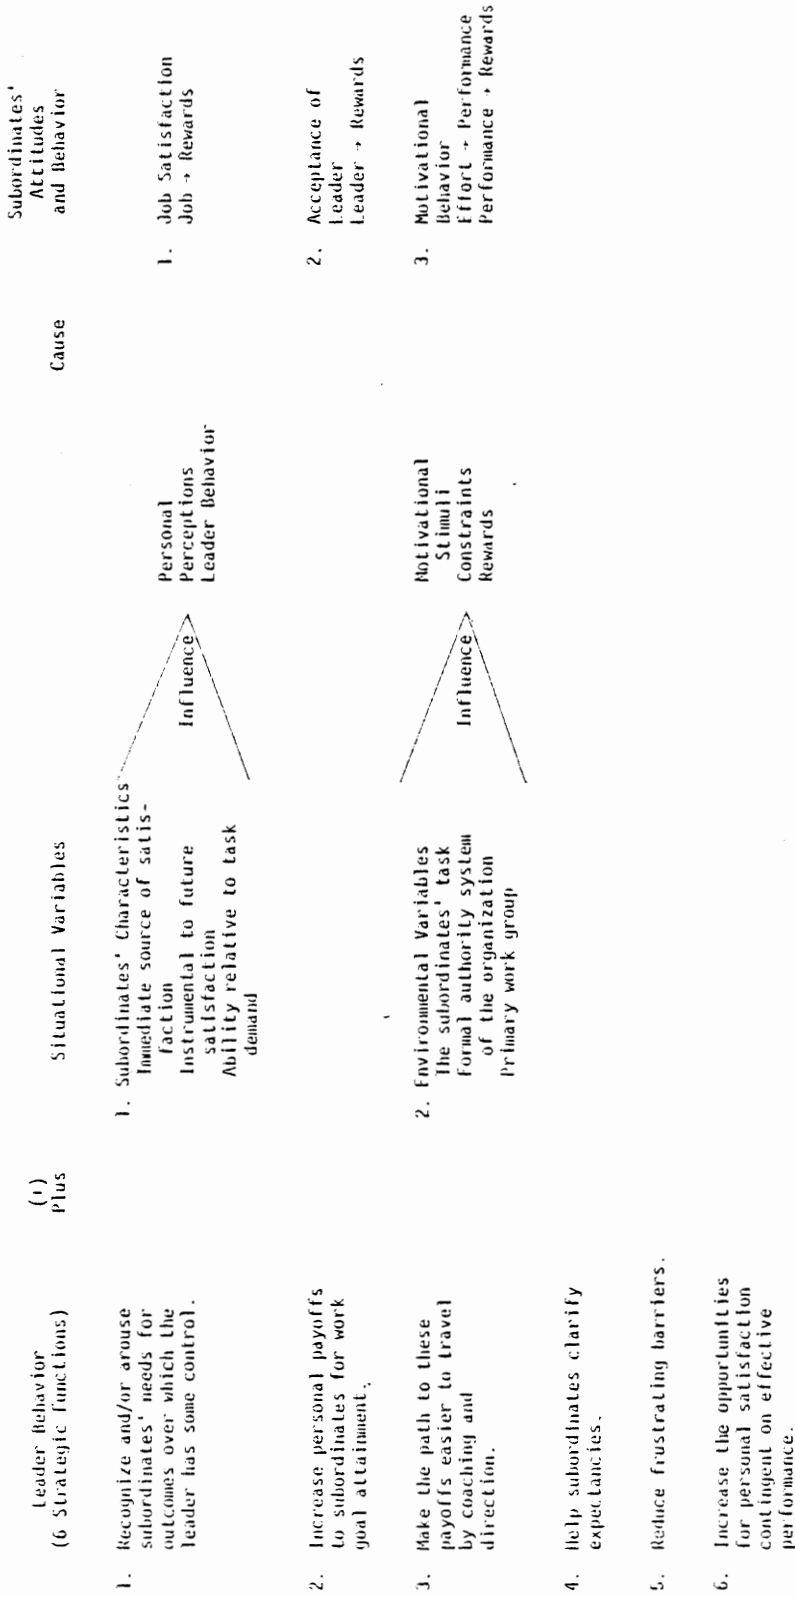 Leader Behavior
(6 Strategic functions)
1. Recognize and/or arouse
subordinates' needs for
outcomes over which the
leader has some control.
2. Increase personal payoffs
to subordinates for work
goal attainment.
3. Make the path to these
payoffs easier to travel
by coaching and
direction.
4. Help subordinates clarify
expectancies.
5. Reduce frustrating barriers.
6. Increase the opportunities
for personal satisfaction
contingent on effective
performance.
(+)
Plus
Situational Variables
1. Subordinates' Characteristics
Immediate source of satis-
faction
Instrumental to future
satisfaction
Ability relative to task
demand
2. Environmental Variables
The subordinates' task
Formal authority system
of the organization
Primary work group
Influence
Personal
Perceptions
Leader Behavior
Influence
Motivational
Stimuli
Constraints
Rewards
Cause
Subordinates'
Attitudes
and Behavior
1. Job Satisfaction
Job → Rewards
2. Acceptance of
Leader
Leader → Rewards
3. Motivational
Behavior
Effort → Performance
Performance → Rewards